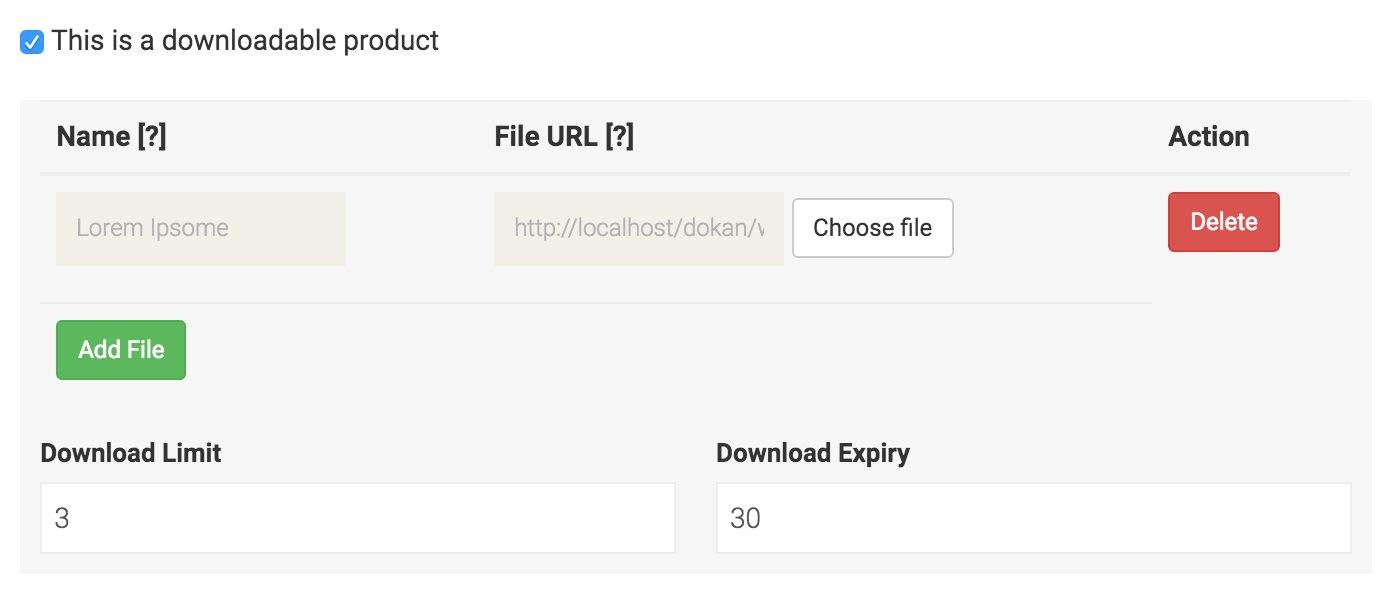 This is a downloadable product
Name [?] File URL [?] Action
Lorem Ipsome http://localhost/dokan/ Choose file Delete
Add File
Download Limit Download Expiry
3 30